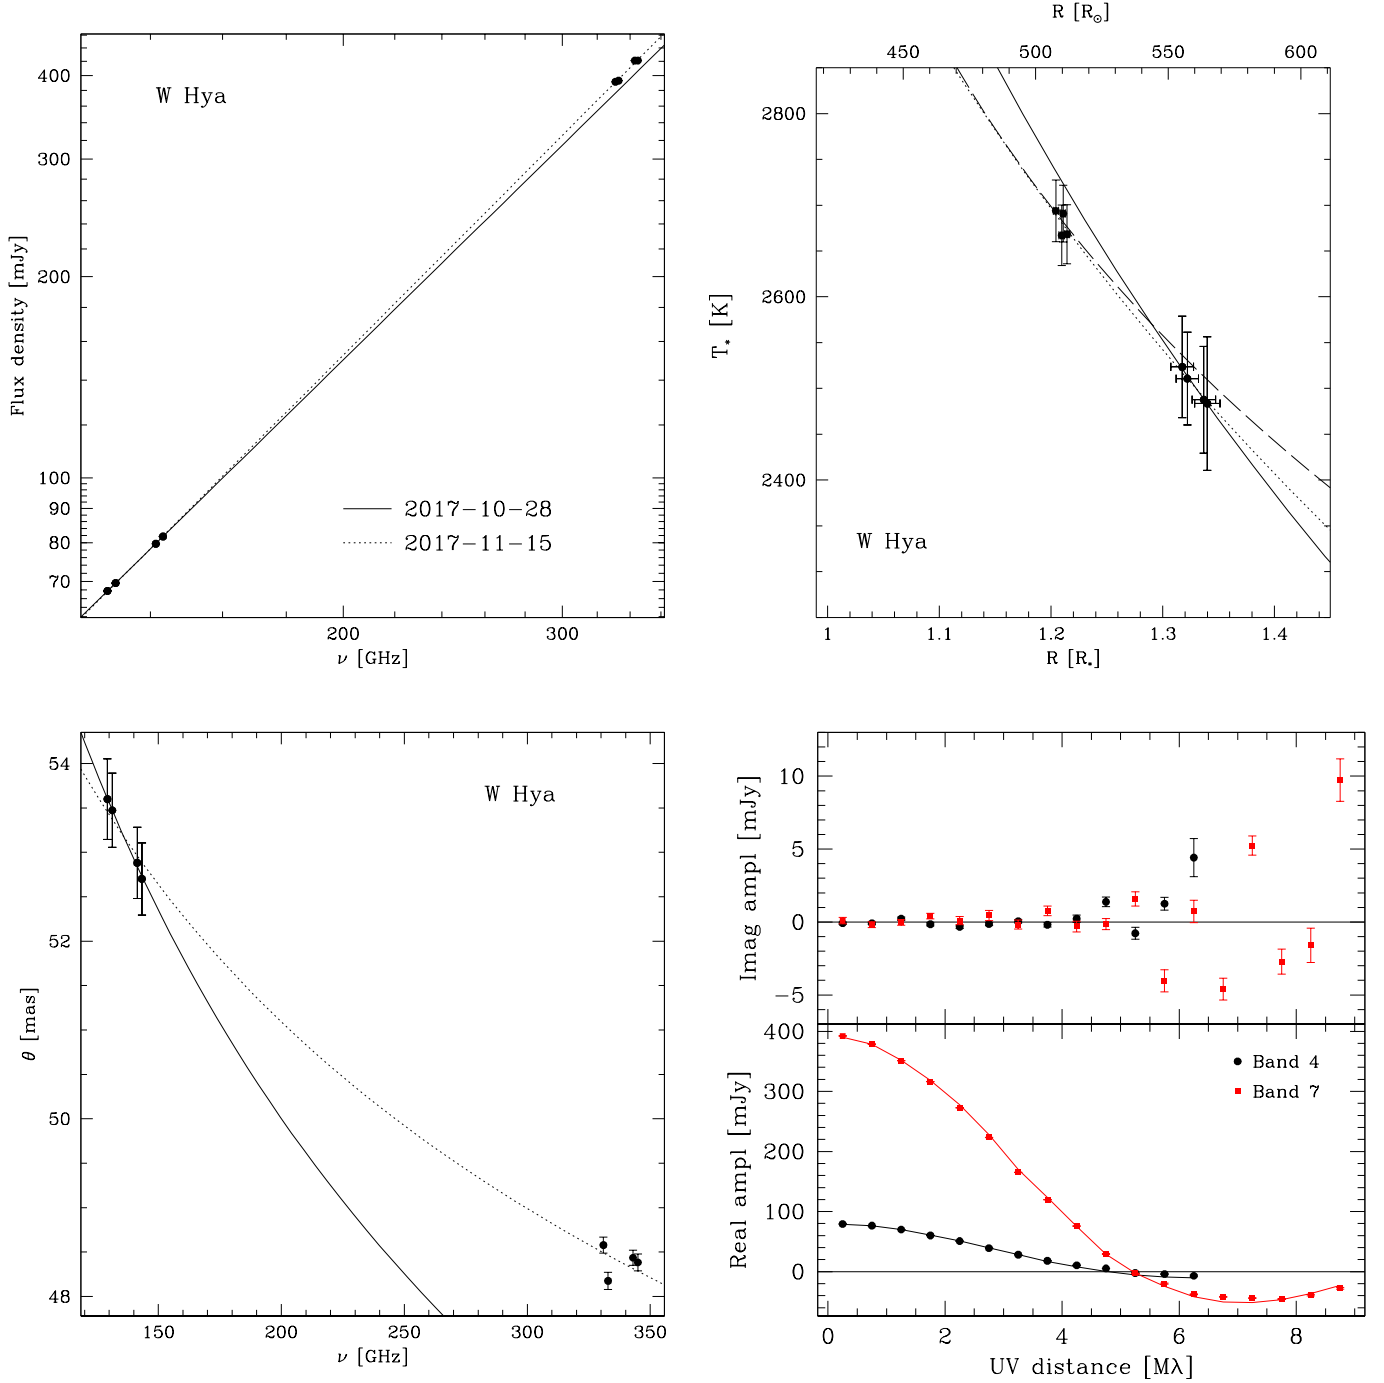 W Hya
400
300
200
100
90
80
70
Flux density [mJy]
2017−10−28
2017−11−15
200 300
ν [GHz]
R [R⊙]
450 500 550 600
2800
2600
2400
T* [K]
W Hya
1 1.1 1.2 1.3 1.4
R [R*]
54
52
50
48
θ [mas]
W Hya
150 200 250 300 350
ν [GHz]
10
5
0
−5
Imag ampl [mJy]
400
300
200
100
0
Real ampl [mJy]
Band 4
Band 7
0 2 4 6 8
UV distance [Mλ]